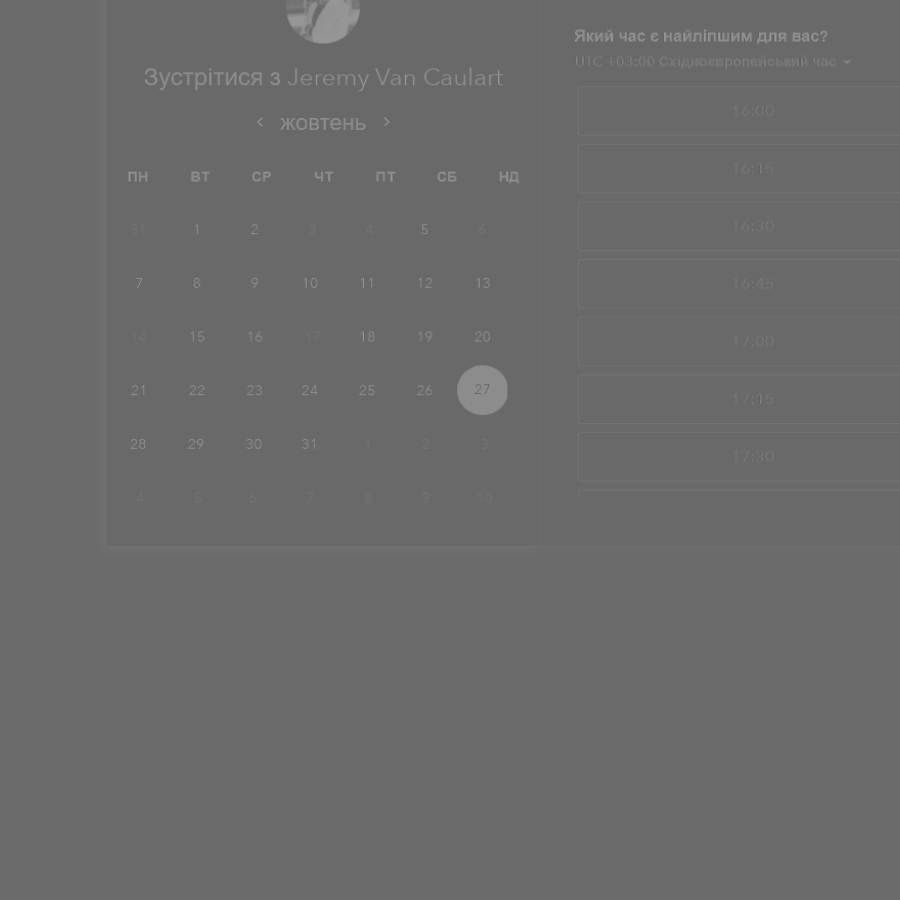 Зустрітися з Jeremy Van Caulart
жовтень
ПН ВТ СР ЧТ ПТ СБ НД
31 1 2 3 4 5 6
7 8 9 10 11 12 13
14 15 16 17 18 19 20
21 22 23 24 25 26 27
28 29 30 31 1 2 3
4 5 6 7 8 9 10
Який час є найліпшим для вас?
UTC +03:00 Східноєвропейський час
16:00
16:15
16:30
16:45
17:00
17:15
17:30